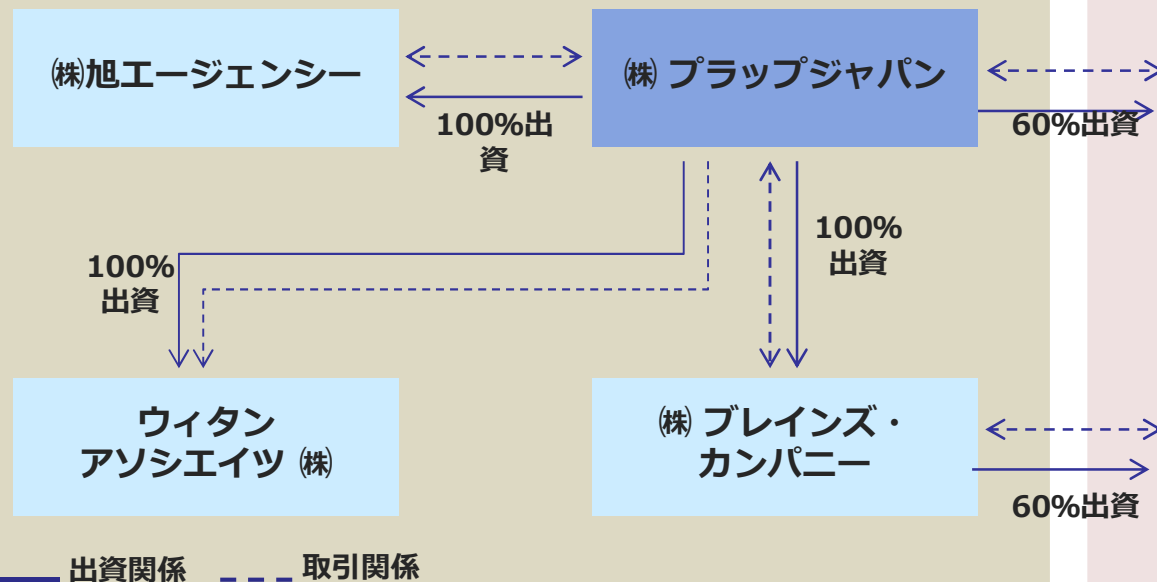 ㈱旭エージェンシー
㈱ プラップジャパン
100%出
資
60%出資
100%
出資
100%
出資
ウィタン
アソシエイツ ㈱
㈱ ブレインズ・
カンパニー
60%出資
出資関係
取引関係